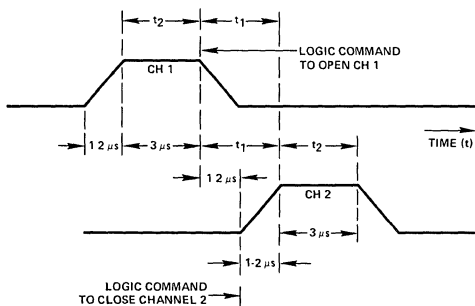 t2
t1
LOGIC COMMAND
TO OPEN CH 1
CH 1
TIME (t)
1 2 μs
3 μs
t1
t2
1 2 μs
CH 2
3 μs
1-2 μs
LOGIC COMMAND
TO CLOSE CHANNEL 2